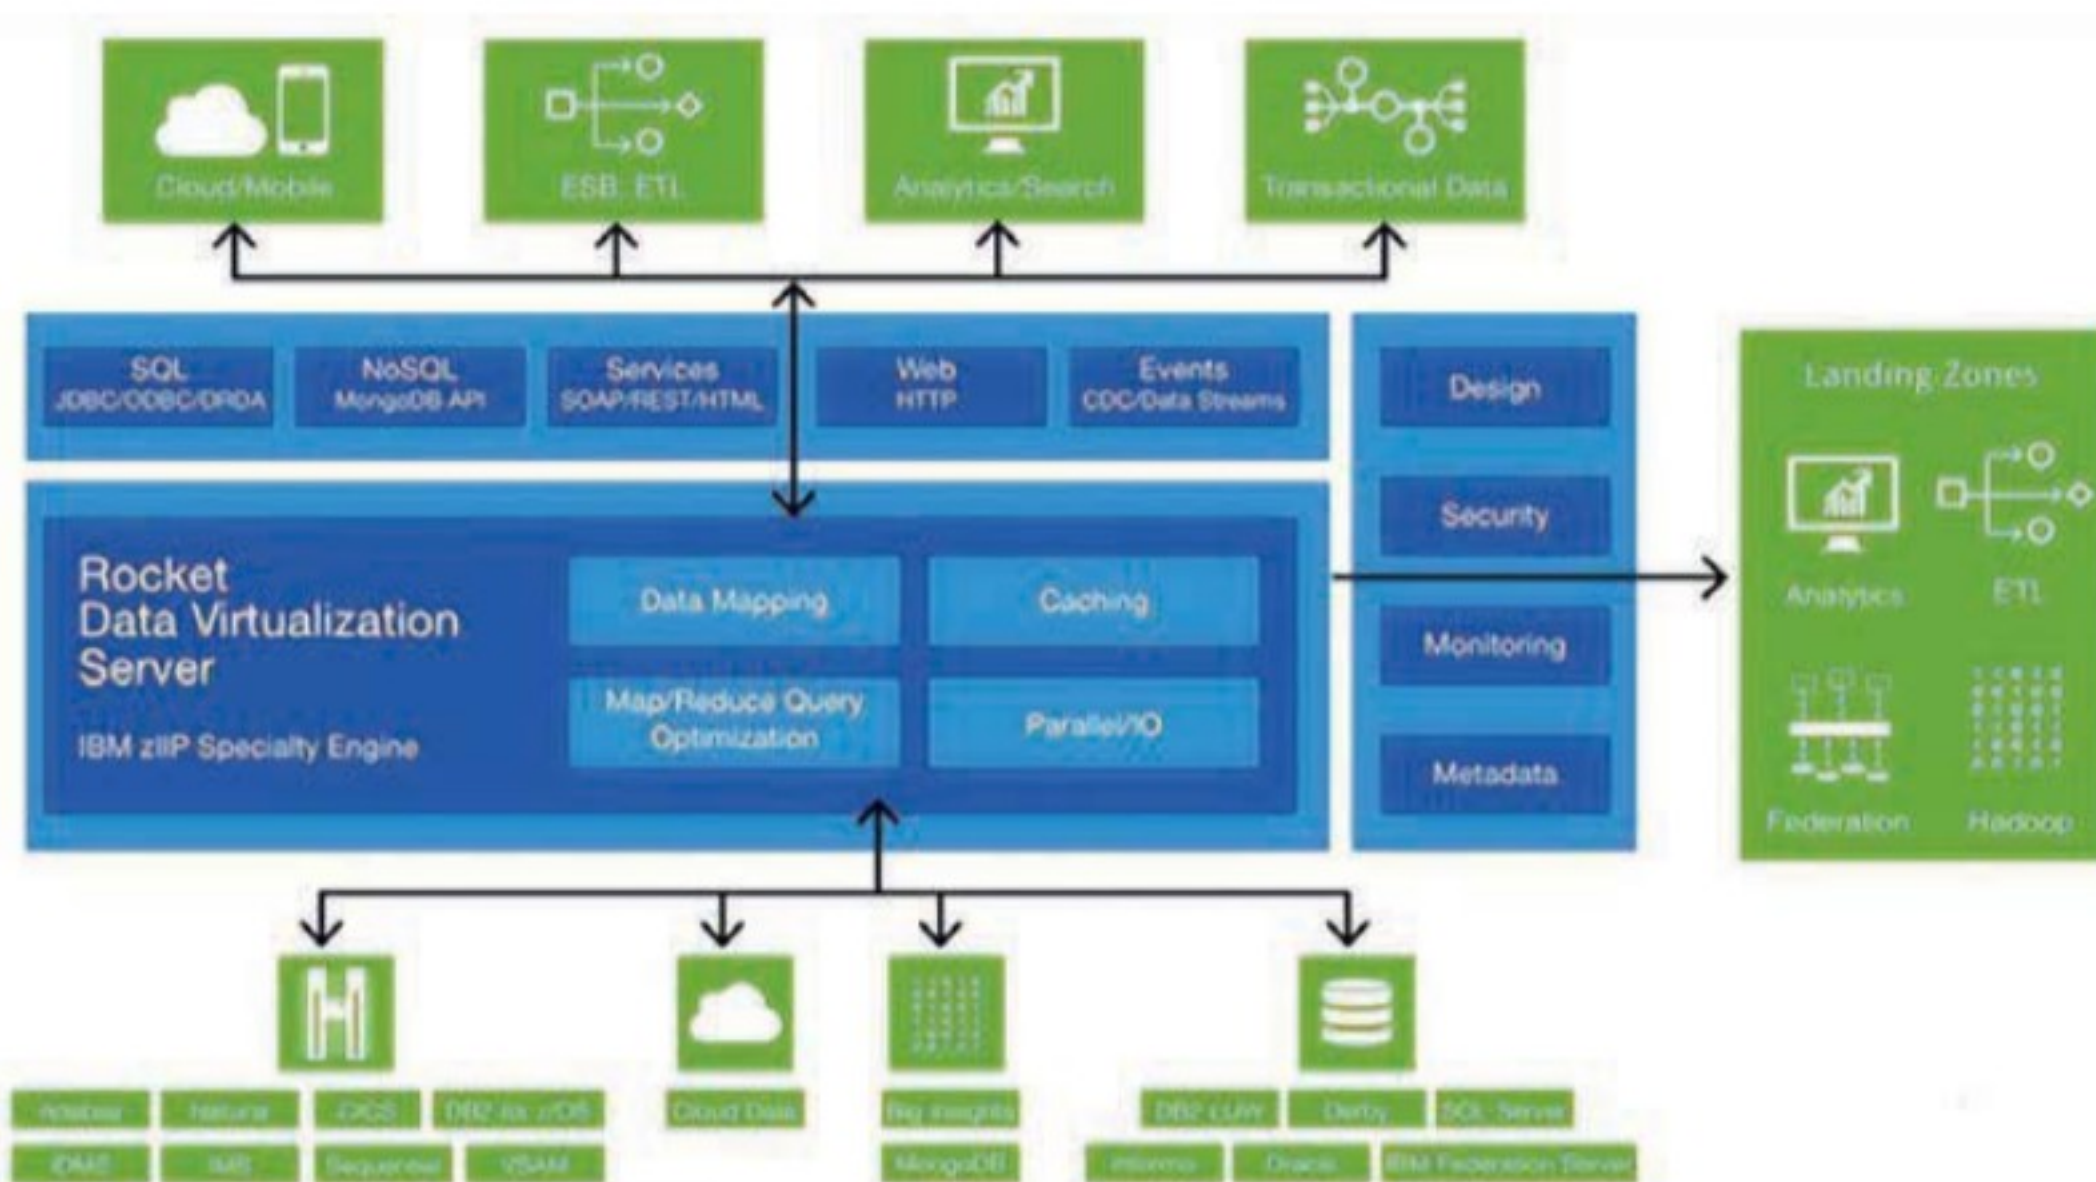 Cloud/Mobile
ESB, ETL
Analytics/Search
Transactional Data
SQL
JDBC/ODBC/DRDA
NoSQL
MongoDB API
Services
SOAP/REST/HTML
Web
HTTP
Events
CDC/Data Streams
Design
Security
Monitoring
Metadata
Landing Zones
Analytics
ETL
Federation
Hadoop
Rocket
Data Virtualization
Server
IBM zIIP Specialty Engine
Data Mapping
Caching
Map/Reduce Query
Optimization
Parallel/IO
Adabas
Natural
CICS
DB2 for z/OS
IDMS
IMS
Sequential
VSAM
Cloud Data
Big Insights
MongoDB
DB2 LUW
Derby
SQL Server
Oracle
IBM Federation Server